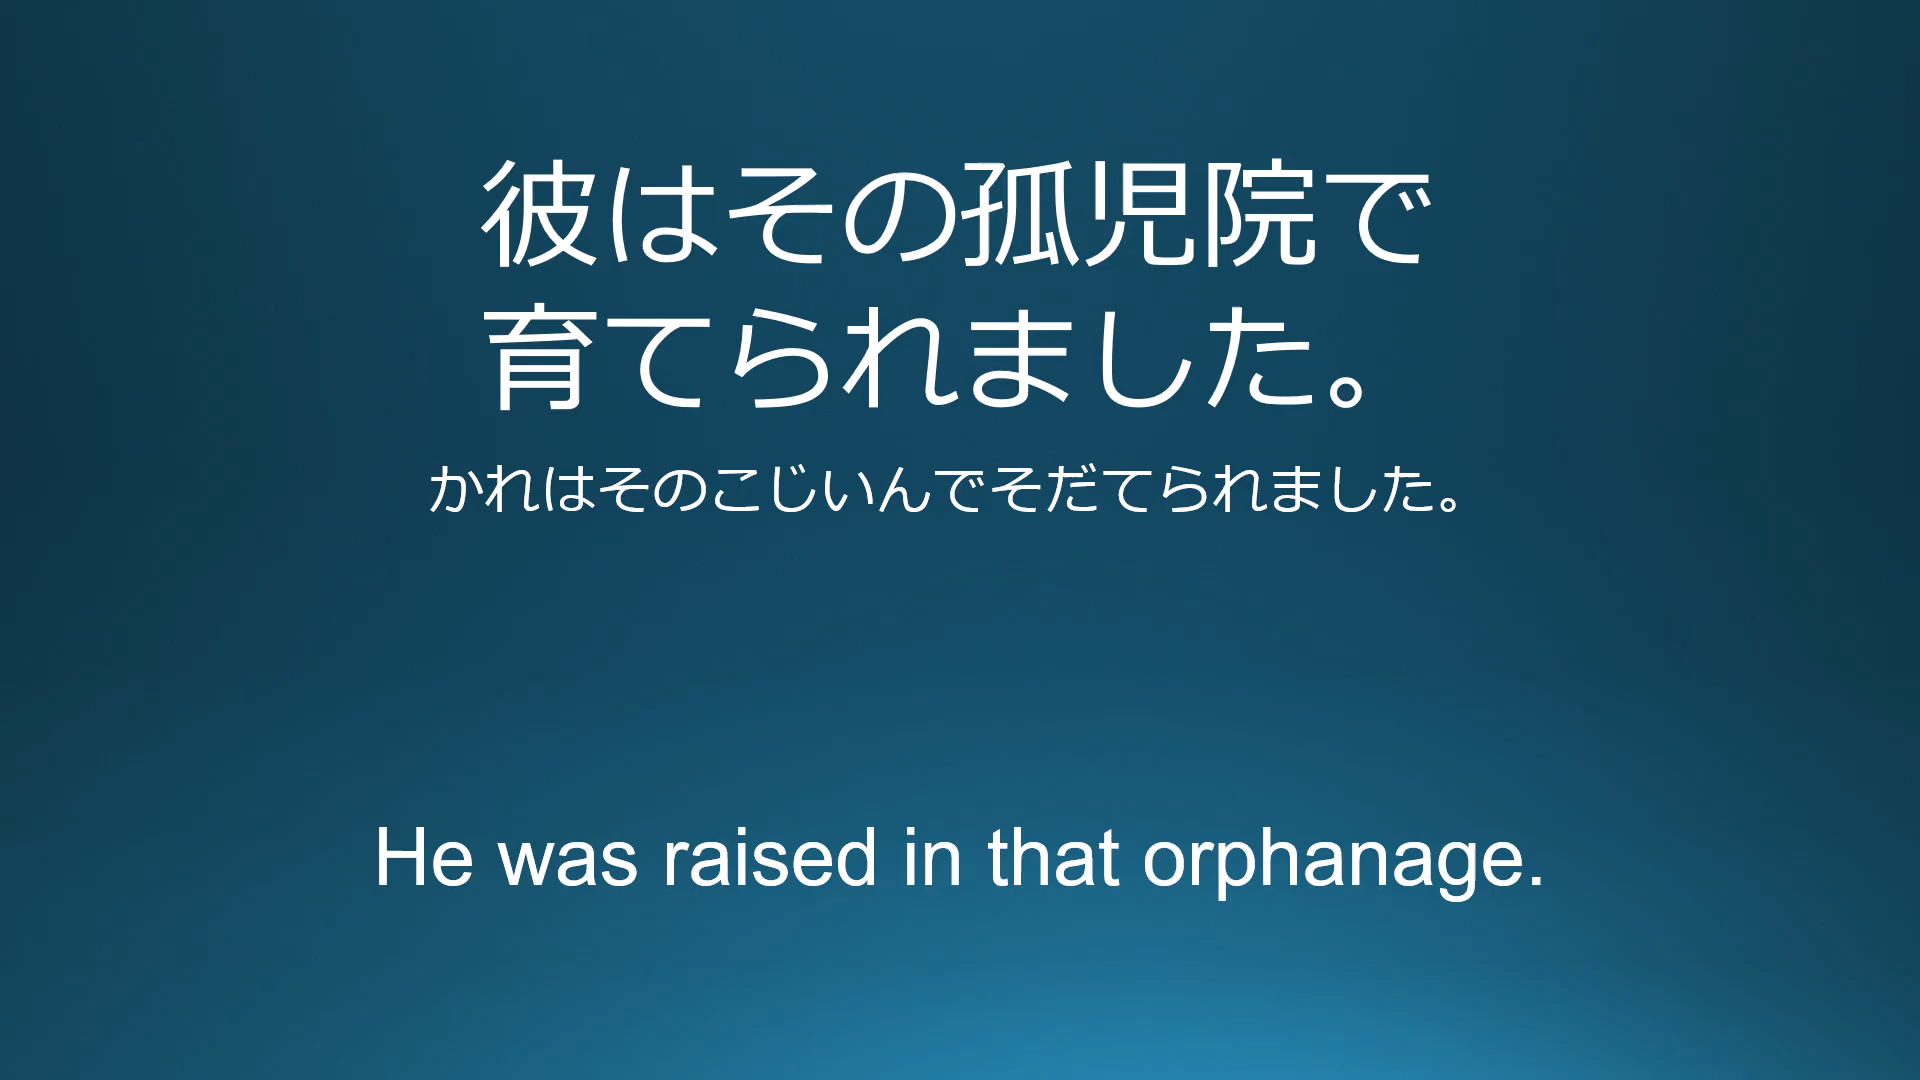 彼はその孤児院で
育てられました。
かれはそのこじいんでそだてられました。
He was raised in that orphanage.